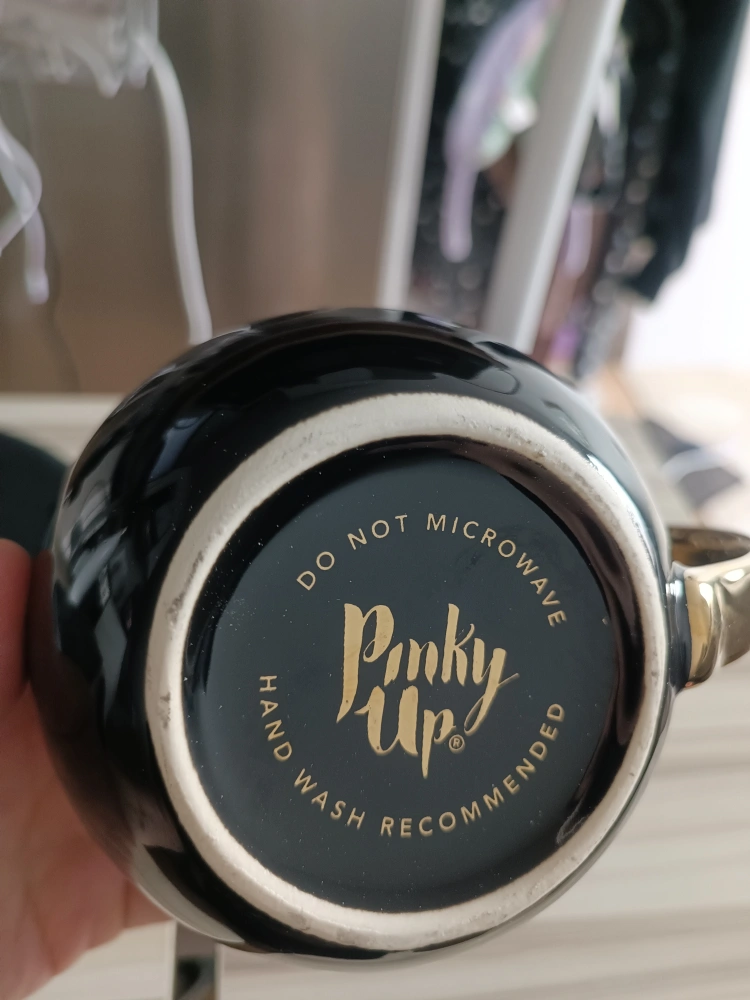 DO NOT MICROWAVE
Pinky
Up®
HAND WASH RECOMMENDED